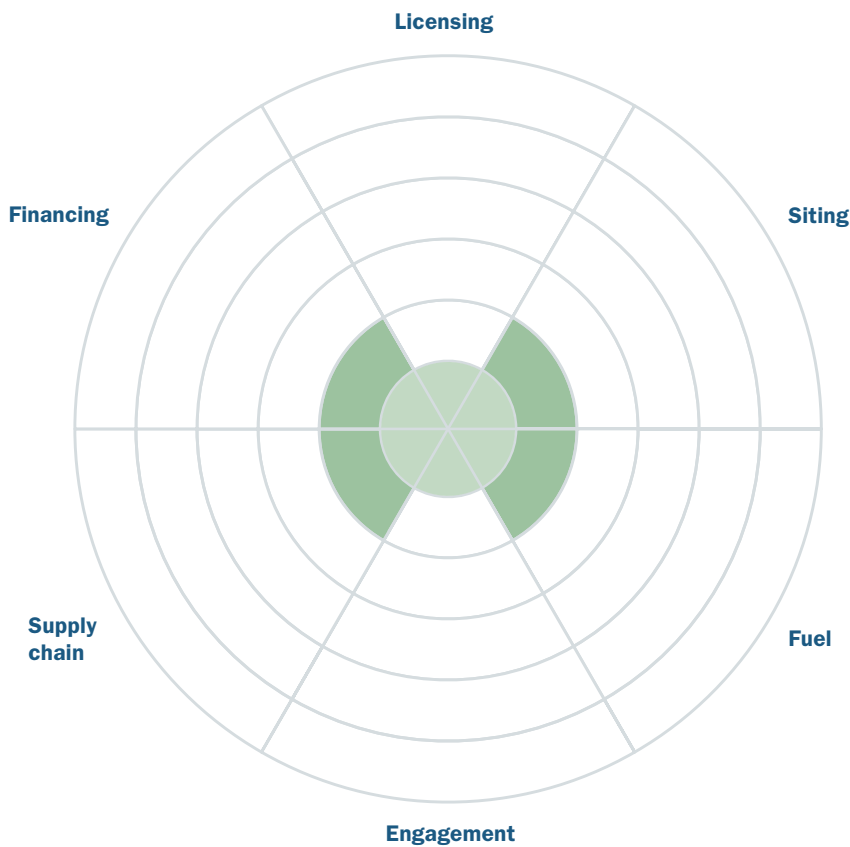 Licensing
Financing
Siting
Supply
chain
Fuel
Engagement